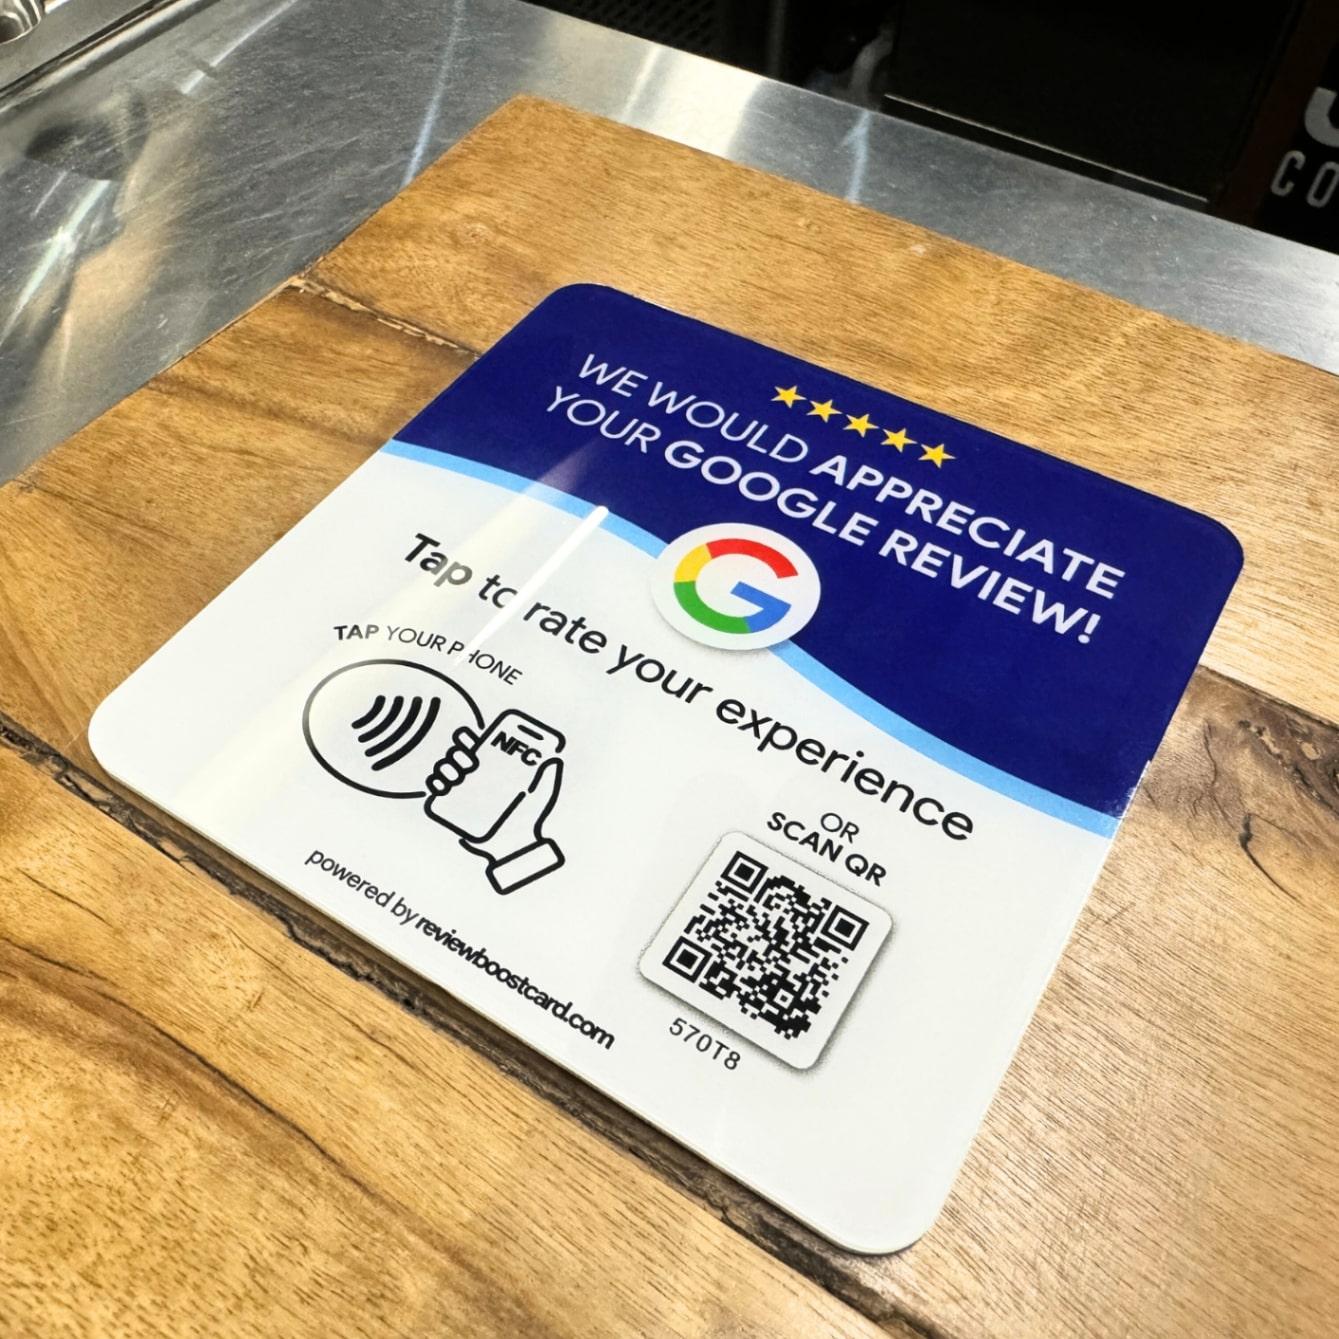 WE WOULD APPRECIATE
YOUR GOOGLE REVIEW!
Tap to rate your experience
TAP YOUR PHONE
NFC
OR
SCAN QR
570T8
powered by reviewboostcard.com